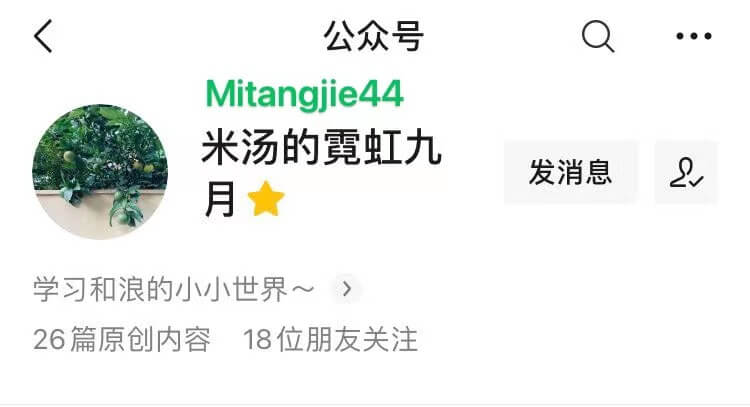 公众号
Mitangjie44
米汤的霓虹九
月⭐
发消息
学习和浪的小小世界～
26篇原创内容 18位朋友关注